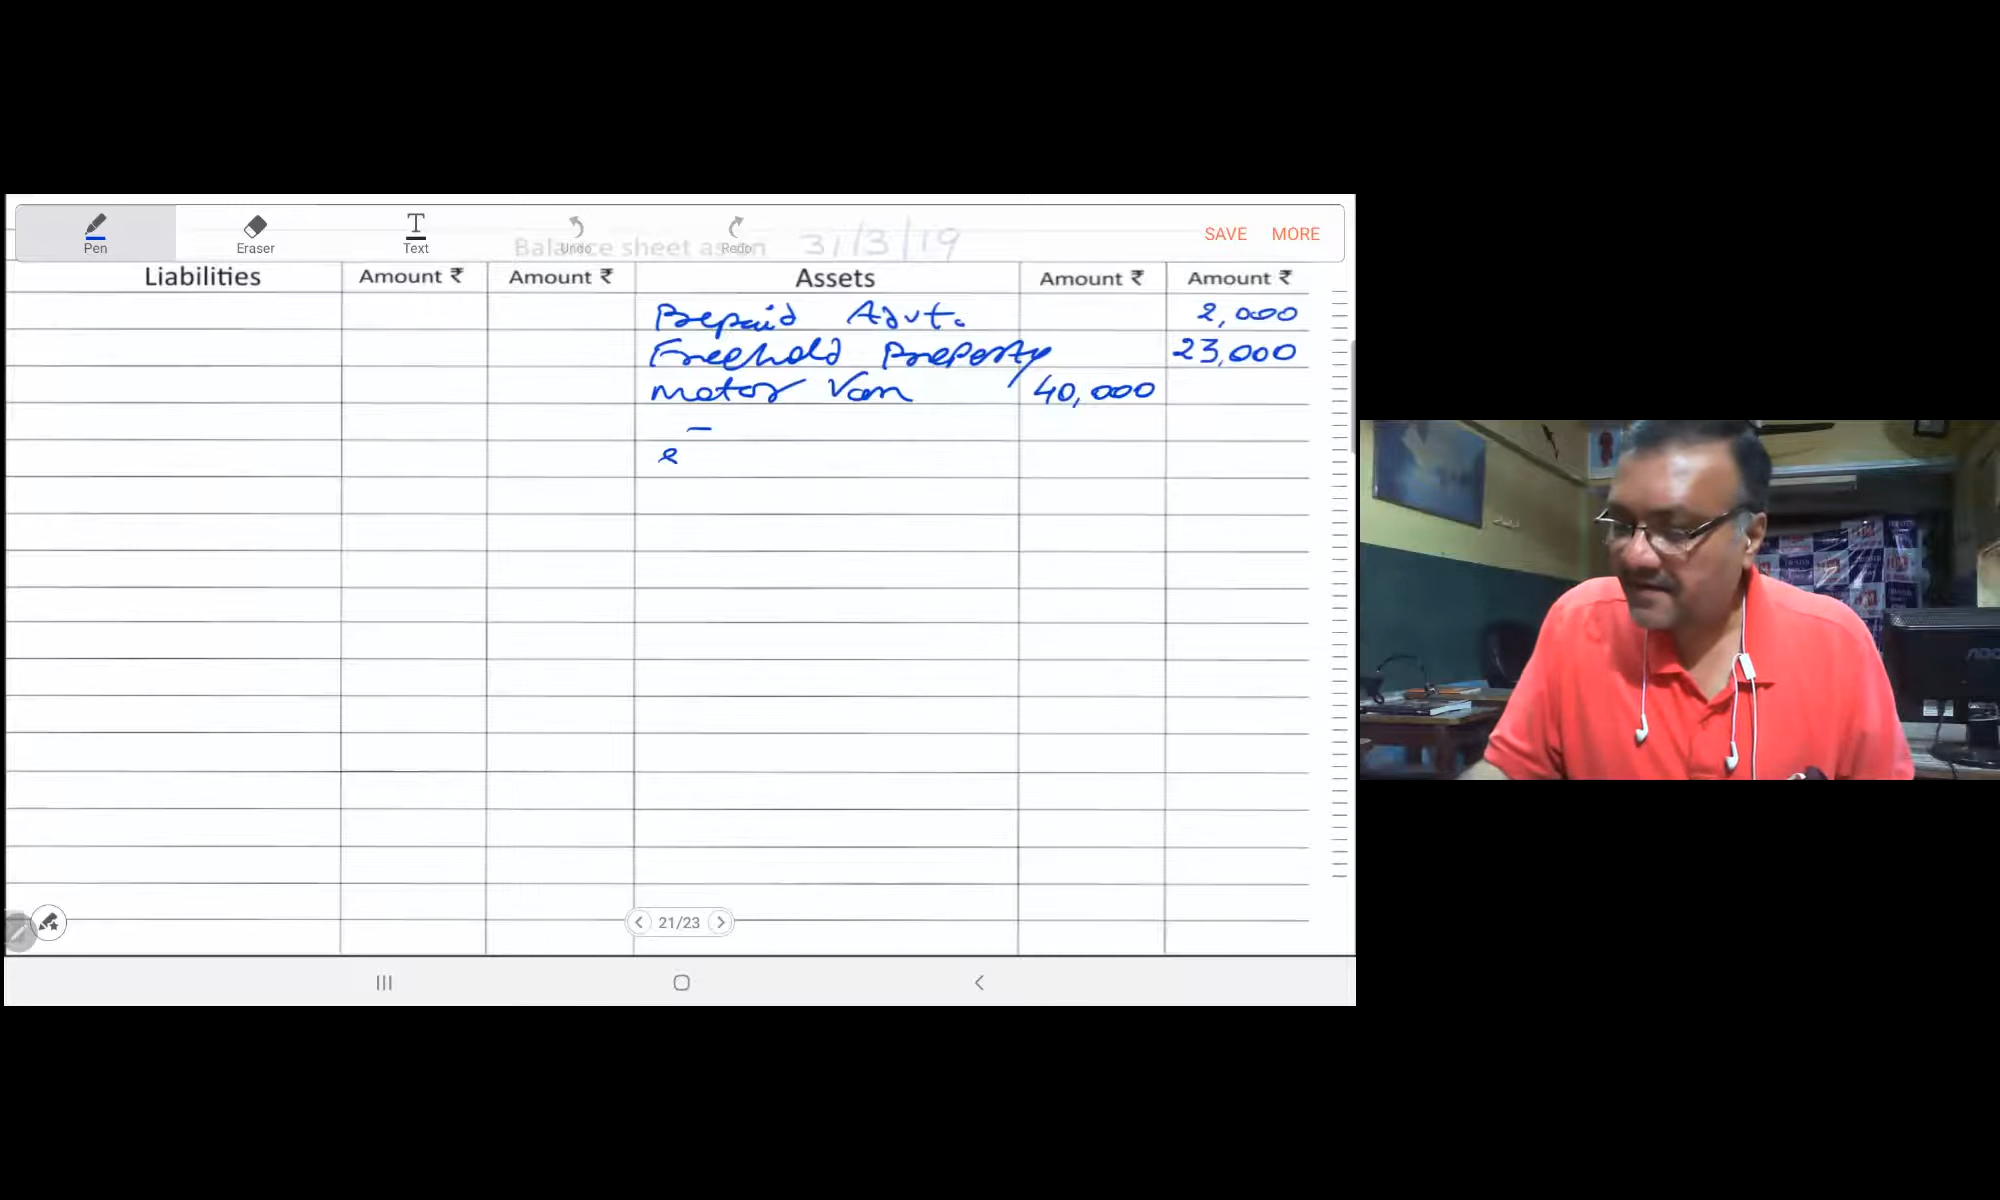 Pen
Eraser
Text
Undo
Redo
SAVE MORE
Balance sheet as on 31/3/19
Liabilities Amount ₹ Amount ₹ Assets Amount ₹ Amount ₹
Prepaid Advt. 2,000
Freehold Property 23,000
motor Van 40,000
-
21/23